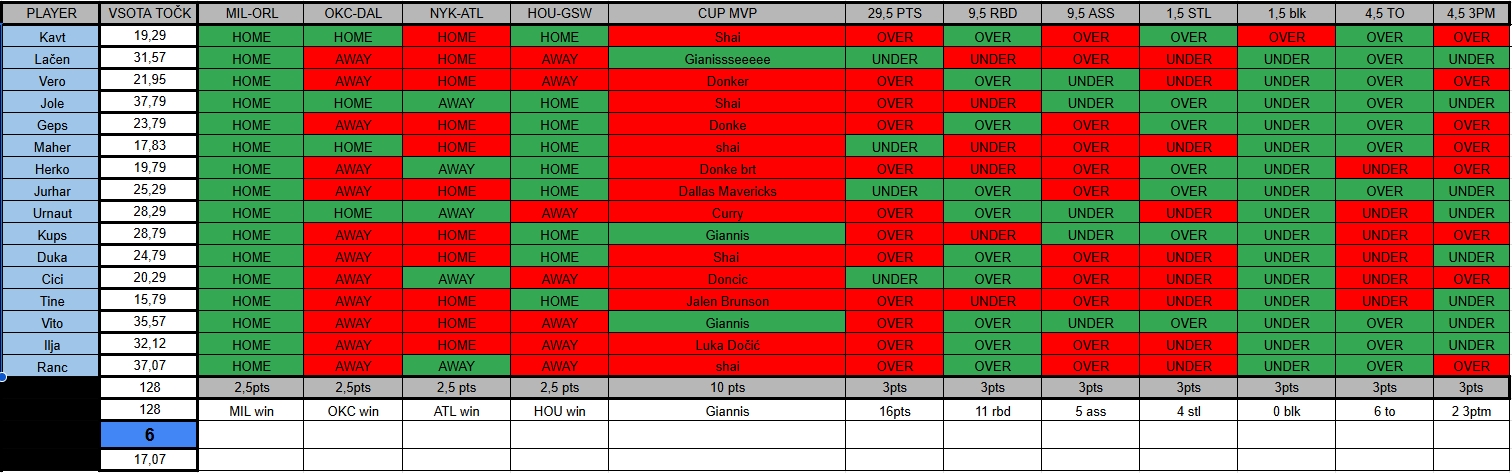 PLAYER VSOTA TOČK MIL-ORL OKC-DAL NYK-ATL HOU-GSW CUP MVP 29,5 PTS 9,5 RBD 9,5 ASS 1,5 STL 1,5 blk 4,5 TO 4,5 3PM
Kavt 19,29 HOME HOME HOME HOME Shai OVER OVER OVER OVER OVER OVER OVER
Lačen 31,57 HOME AWAY HOME AWAY Gianissseeeee UNDER UNDER OVER UNDER UNDER OVER UNDER
Vero 21,95 HOME AWAY HOME AWAY Donker OVER OVER UNDER UNDER UNDER OVER OVER
Jole 37,79 HOME HOME AWAY HOME Shai OVER UNDER UNDER OVER UNDER OVER UNDER
Geps 23,79 HOME AWAY HOME HOME Donke OVER OVER OVER OVER UNDER OVER OVER
Maher 17,83 HOME HOME HOME HOME shai UNDER UNDER OVER UNDER UNDER OVER OVER
Herko 19,79 HOME AWAY AWAY HOME Donke brt OVER UNDER OVER OVER UNDER UNDER OVER
Jurhar 25,29 HOME AWAY HOME HOME Dallas Mavericks UNDER OVER OVER OVER UNDER OVER UNDER
Urnaut 28,29 HOME HOME AWAY AWAY Curry OVER OVER UNDER UNDER UNDER UNDER UNDER
Kups 28,79 HOME AWAY HOME HOME Giannis OVER UNDER UNDER OVER UNDER UNDER OVER
Duka 24,79 HOME AWAY HOME HOME Shai OVER OVER OVER UNDER UNDER UNDER UNDER
Cici 20,29 HOME AWAY AWAY AWAY Doncic UNDER OVER OVER UNDER UNDER UNDER OVER
Tine 15,79 HOME AWAY HOME HOME Jalen Brunson OVER UNDER OVER UNDER UNDER UNDER UNDER
Vito 35,57 HOME AWAY HOME AWAY Giannis OVER OVER UNDER OVER UNDER OVER UNDER
Ilja 32,12 HOME AWAY HOME AWAY Luka Dočić OVER OVER OVER UNDER UNDER OVER UNDER
Ranc 37,07 HOME AWAY AWAY AWAY shai OVER OVER OVER UNDER UNDER OVER OVER
128 2,5pts 2,5pts 2,5 pts 2,5 pts 10 pts 3pts 3pts 3pts 3pts 3pts 3pts 3pts
128 MIL win OKC win ATL win HOU win Giannis 16pts 11 rbd 5 ass 4 stl 0 blk 6 to 2 3ptm
6
17,07